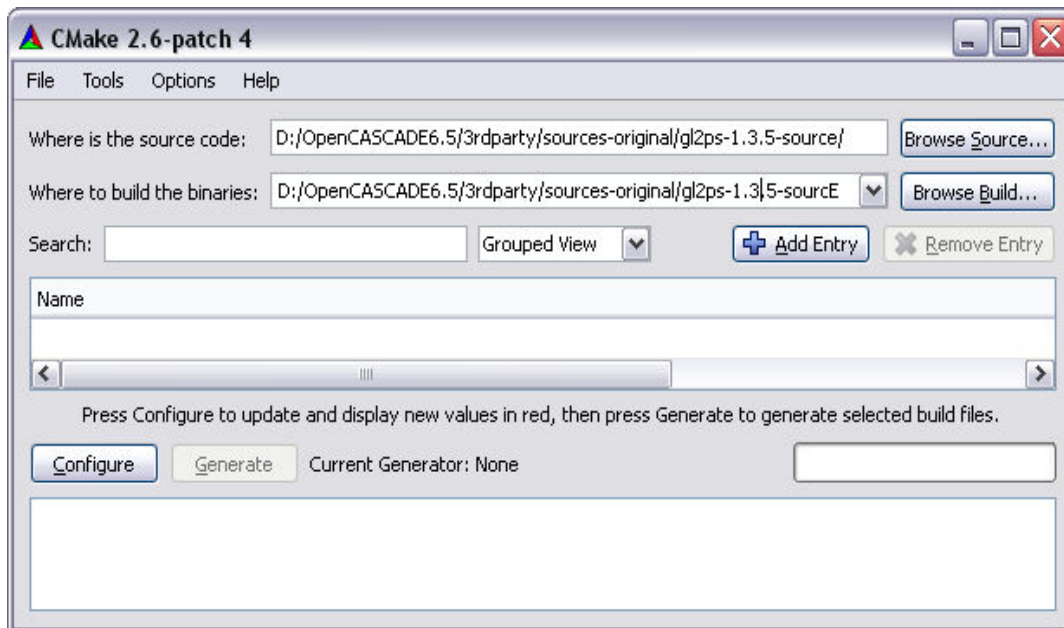 CMake 2.6-patch 4
File Tools Options Help
Where is the source code: D:/OpenCASCADE6.5/3rdparty/sources-original/gl2ps-1.3.5-source/ Browse Source...
Where to build the binaries: D:/OpenCASCADE6.5/3rdparty/sources-original/gl2ps-1.3.5-sourcE Browse Build...
Search: Grouped View Add Entry Remove Entry
Name
Press Configure to update and display new values in red, then press Generate to generate selected build files.
Configure Generate Current Generator: None